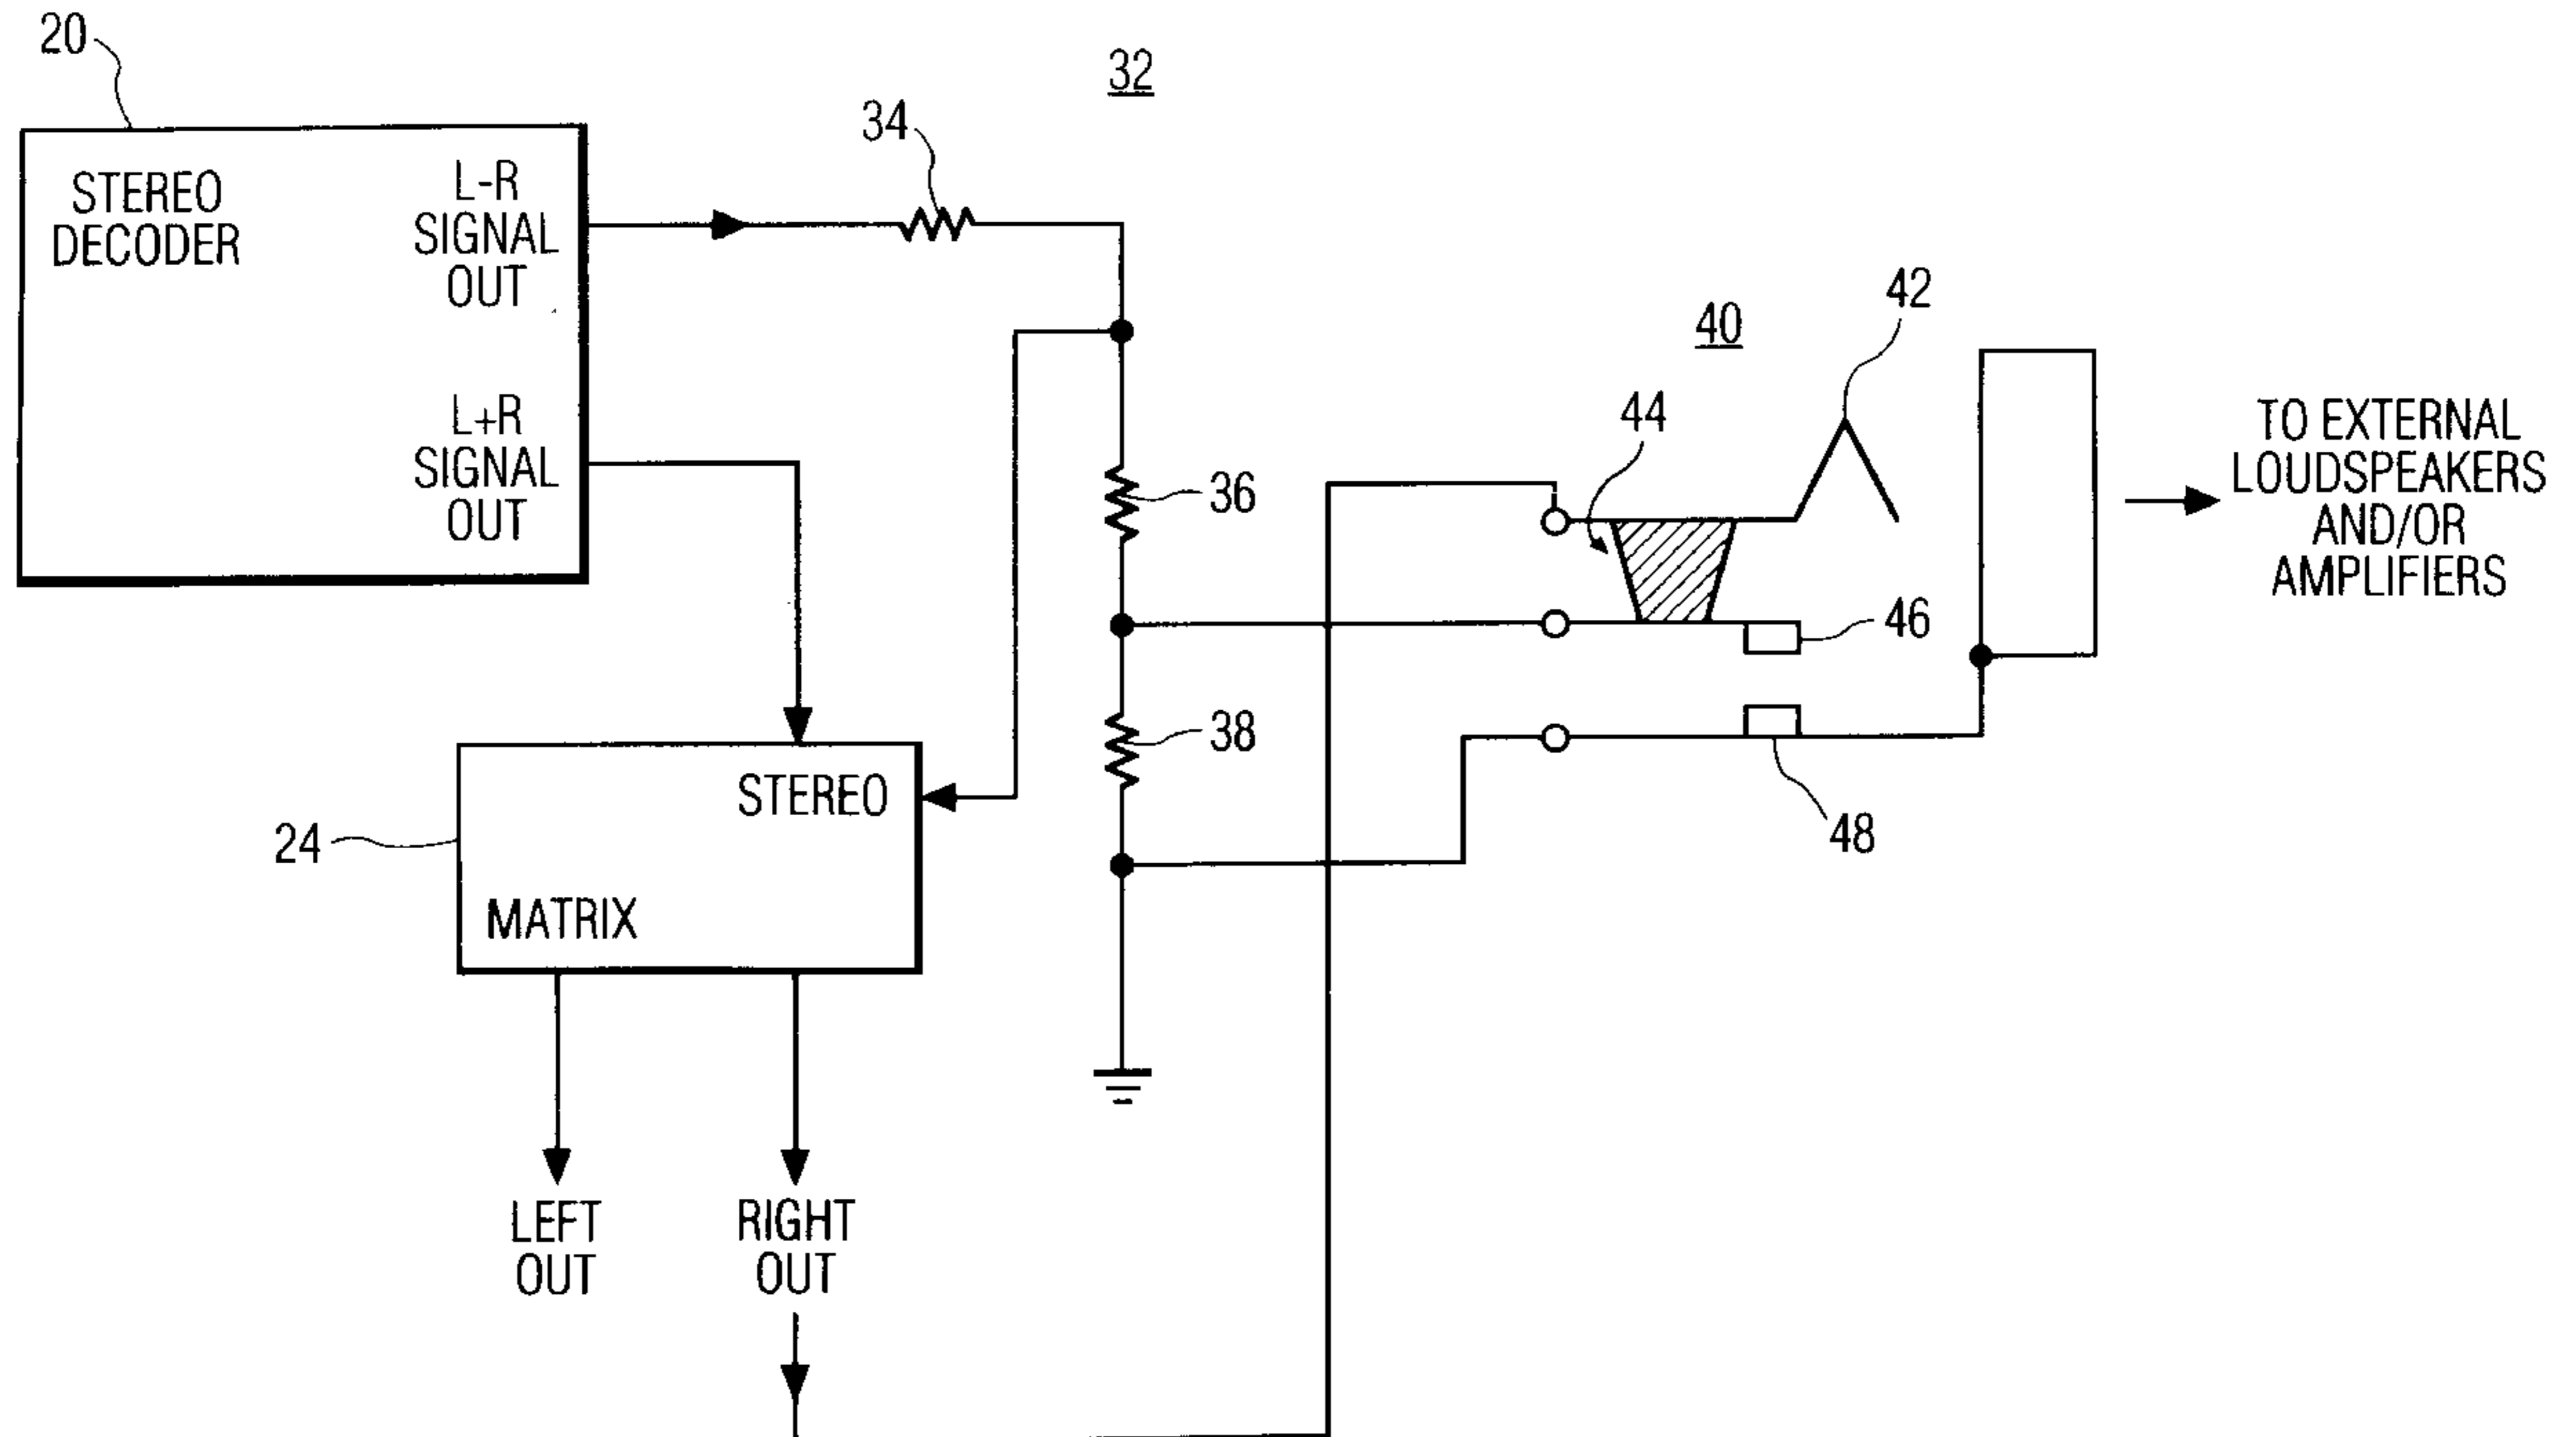 20
32
34
STEREO
DECODER
L-R
SIGNAL
OUT
L+R
SIGNAL
OUT
40
42
44
TO EXTERNAL
LOUDSPEAKERS
AND/OR
AMPLIFIERS
36
46
38
48
STEREO
24
MATRIX
LEFT
OUT
RIGHT
OUT